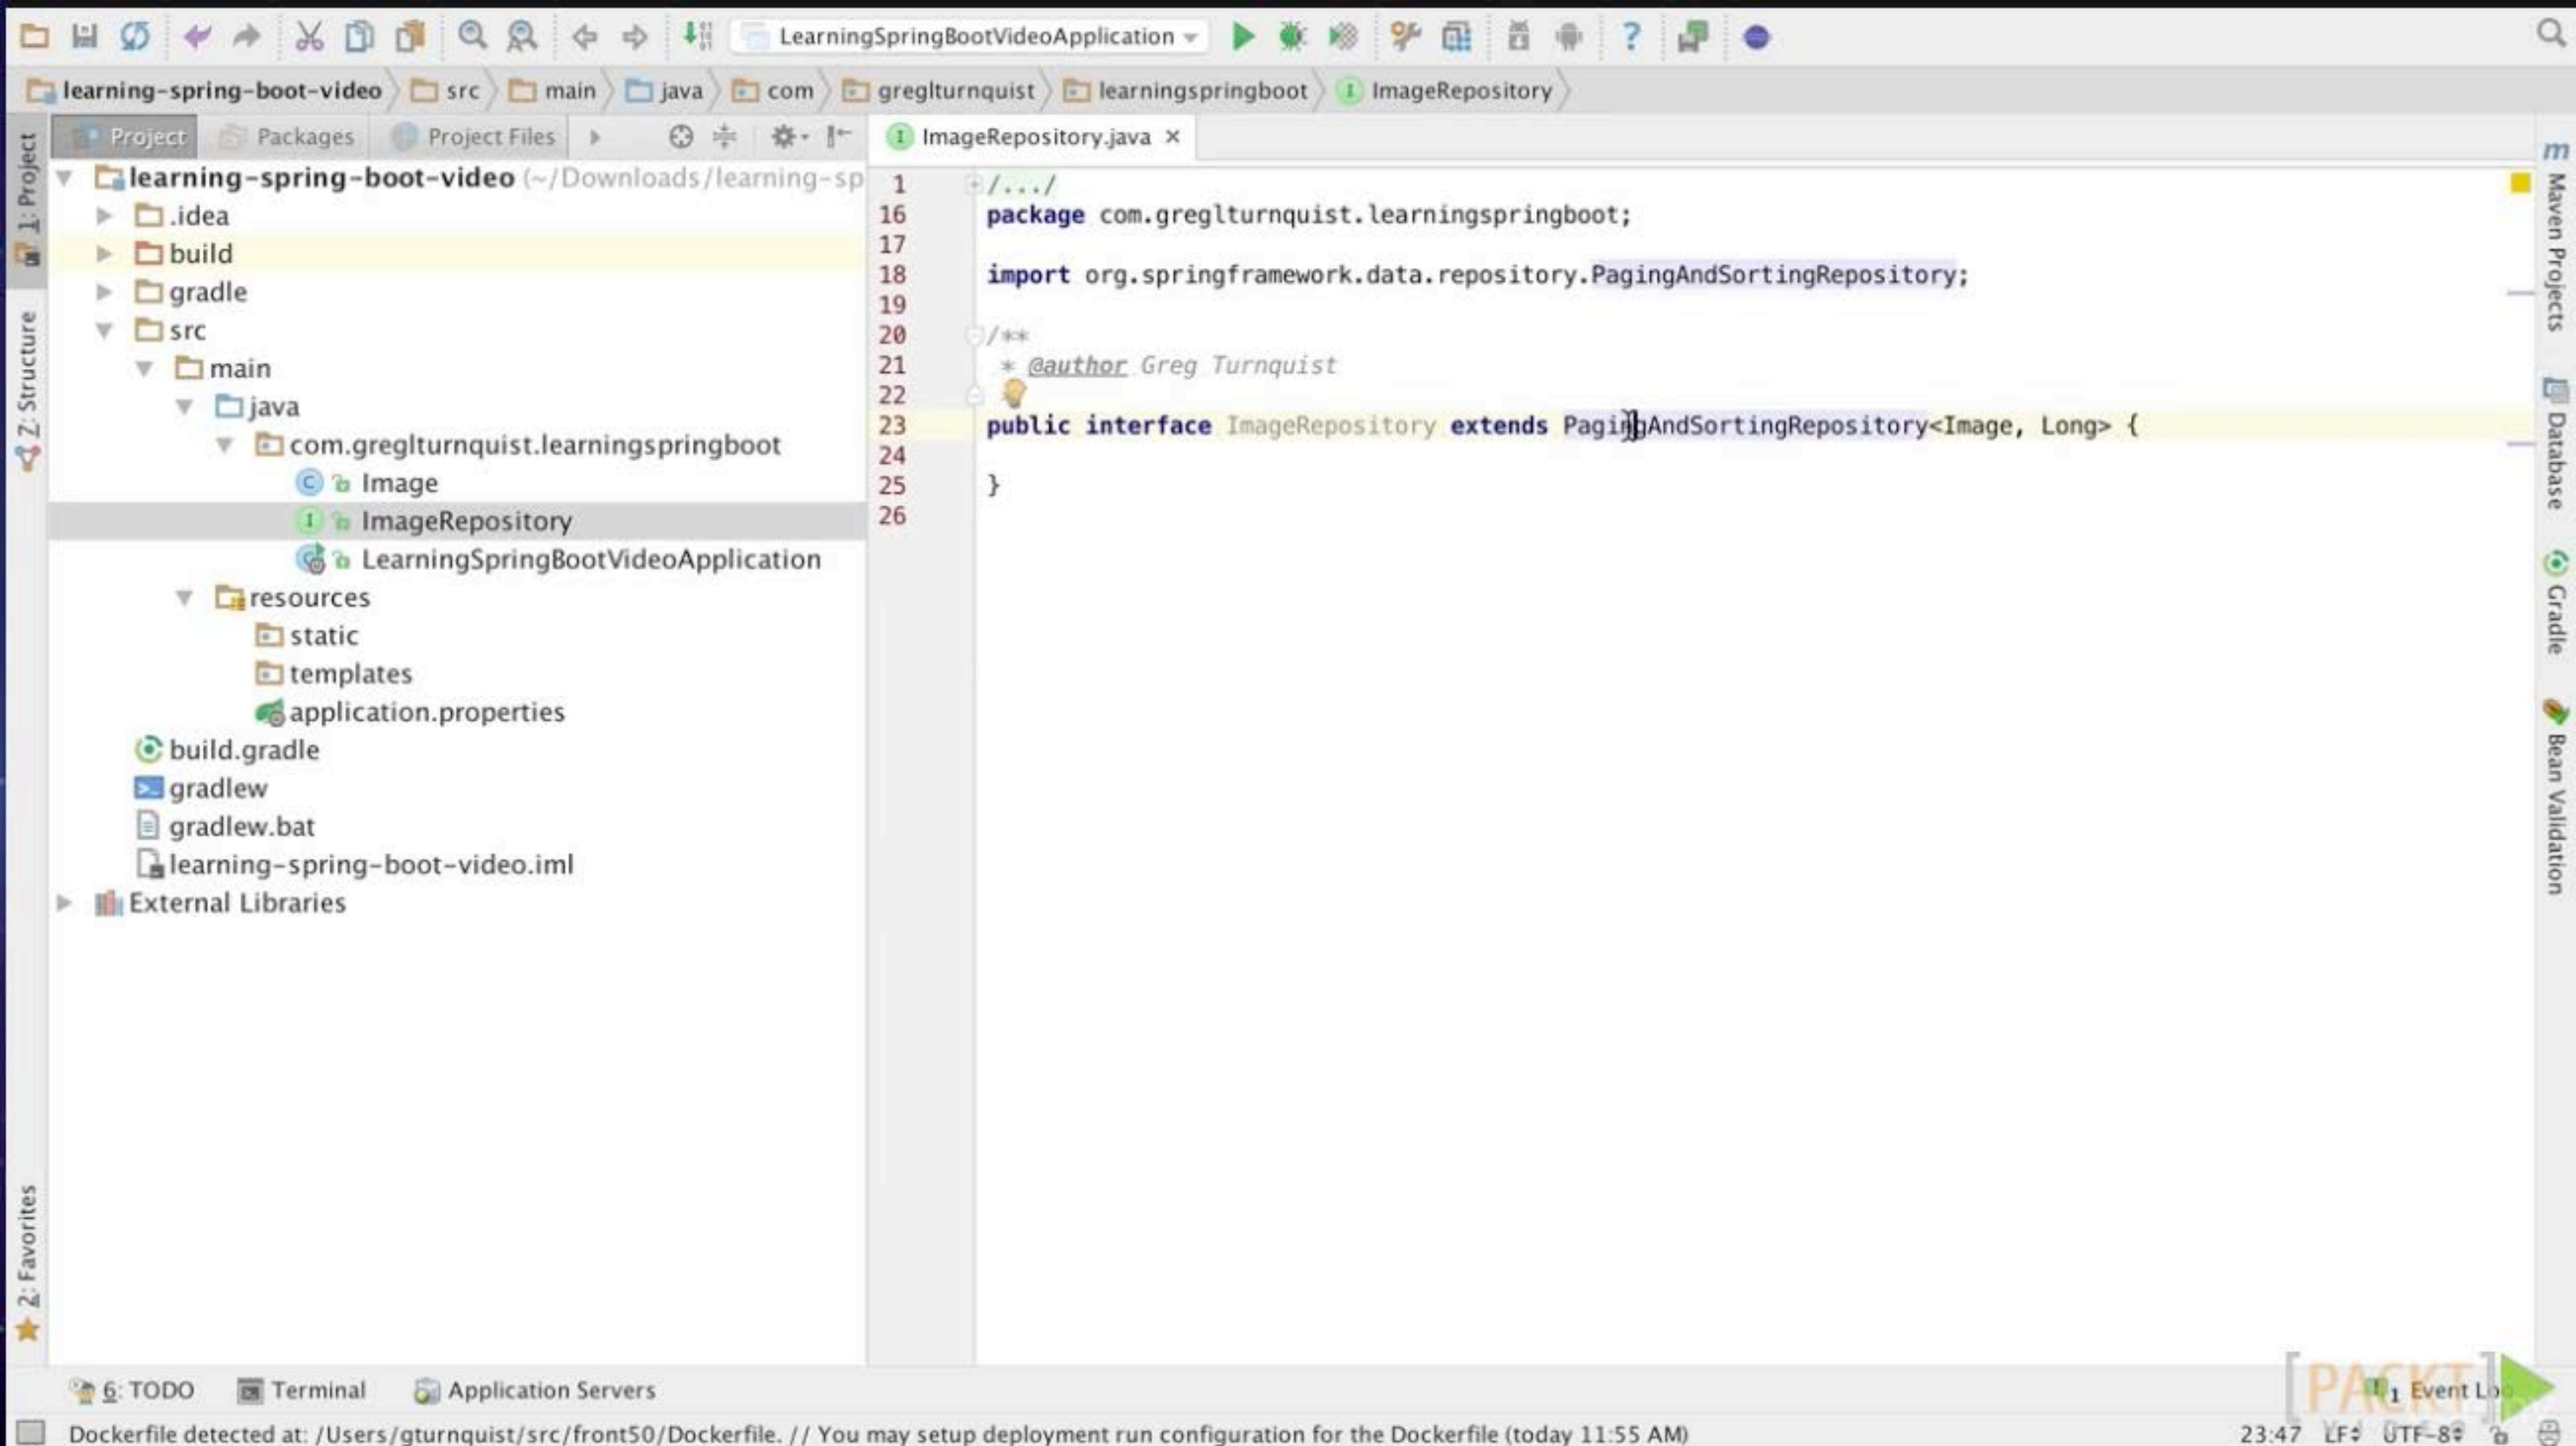 LearningSpringBootVideoApplication
learning-spring-boot-video src main java com greglturnquist learningspringboot ImageRepository
Project Packages Project Files
ImageRepository.java
1: Project
Z: Structure
2: Favorites
learning-spring-boot-video (~/Downloads/learning-sp
.idea
build
gradle
src
main
java
com.greglturnquist.learningspringboot
Image
ImageRepository
LearningSpringBootVideoApplication
resources
static
templates
application.properties
build.gradle
gradlew
gradlew.bat
learning-spring-boot-video.iml
External Libraries
1 /.../
16 package com.greglturnquist.learningspringboot;
17
18 import org.springframework.data.repository.PagingAndSortingRepository;
19
20 /**
21 * @author Greg Turnquist
22
23 public interface ImageRepository extends PagingAndSortingRepository<Image, Long> {
24
25 }
26
Maven Projects
Database
Gradle
Bean Validation
6: TODO Terminal Application Servers
1 Event Lo
PACKT
Dockerfile detected at: /Users/gturnquist/src/front50/Dockerfile. // You may setup deployment run configuration for the Dockerfile (today 11:55 AM) 23:47 LF UTF-8